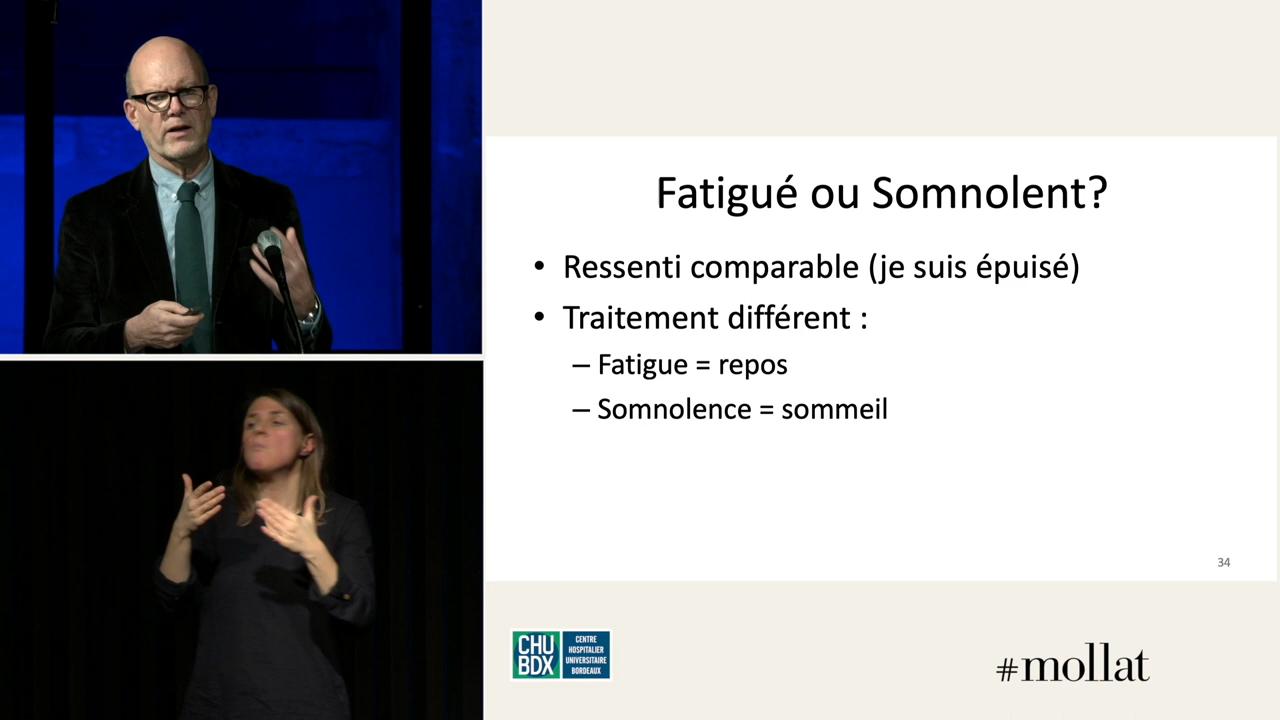 Fatigué ou Somnolent?
• Ressenti comparable (je suis épuisé)
• Traitement différent :
– Fatigue = repos
– Somnolence = sommeil
34
CHU
BDX
CENTRE
HOSPITALIER
UNIVERSITAIRE
BORDEAUX
#mollat